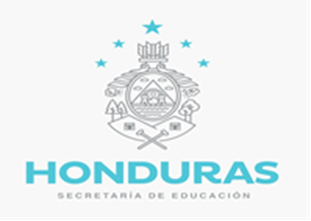 HONDURAS
SECRETARÍA DE EDUCACIÓN